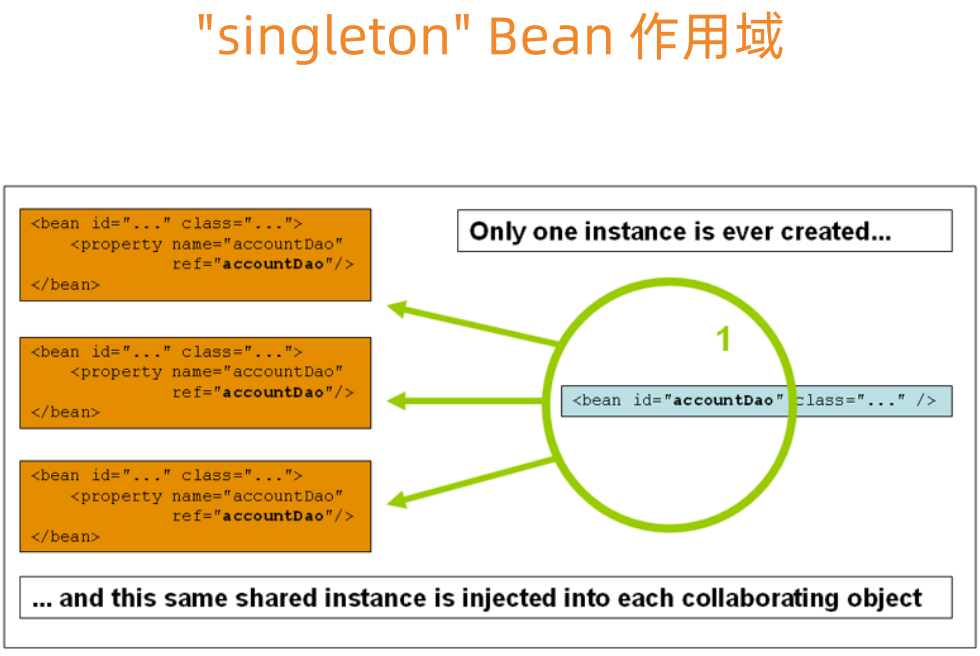 "singleton" Bean 作用域
<bean id="..." class="...">
<property name="accountDao"
ref="accountDao"/>
</bean>
Only one instance is ever created...
1
<bean id="..." class="...">
<property name="accountDao"
ref="accountDao"/>
</bean>
<bean id="accountDao" class="..." />
<bean id="..." class="...">
<property name="accountDao"
ref="accountDao"/>
</bean>
... and this same shared instance is injected into each collaborating object